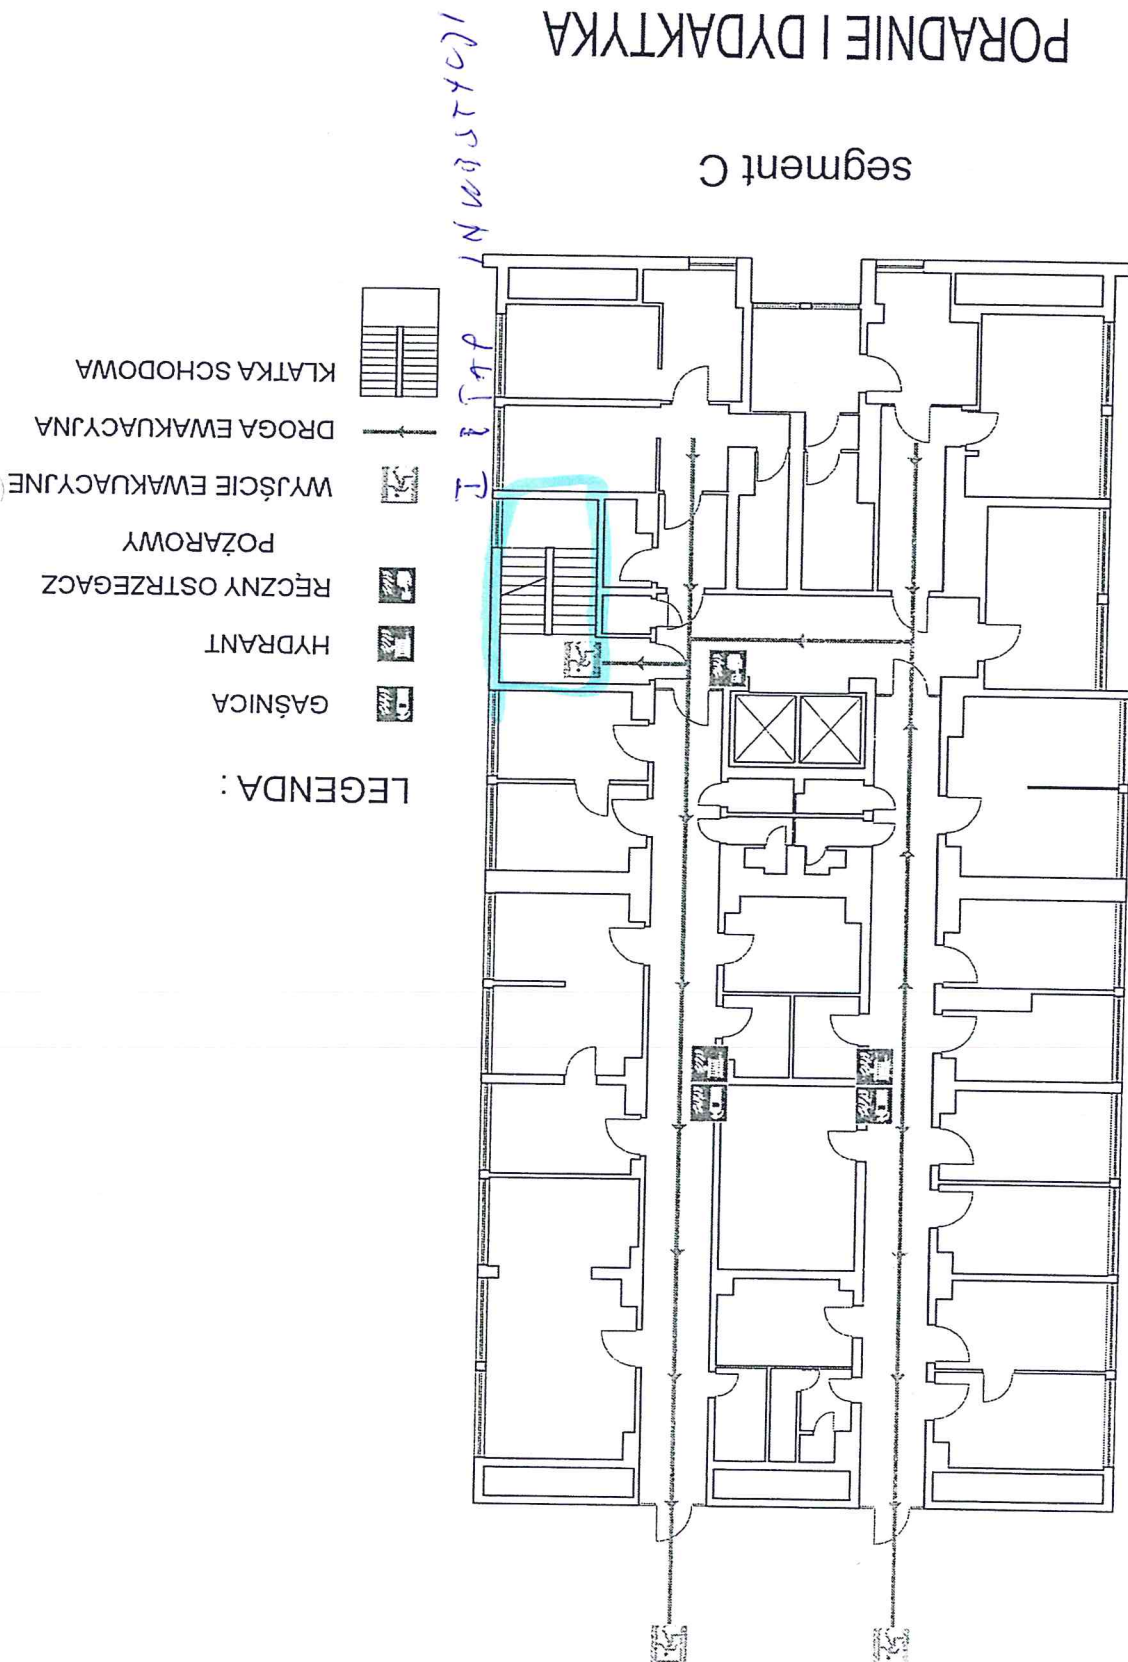 PORADNIE I DYDAKTYKA
segment C
I ETAP INWESTYCJI
LEGENDA :
GAŚNICA
HYDRANT
RĘCZNY OSTRZEGACZ
POŻAROWY
WYJŚCIE EWAKUACYJNE
DROGA EWAKUACYJNA
KLATKA SCHODOWA